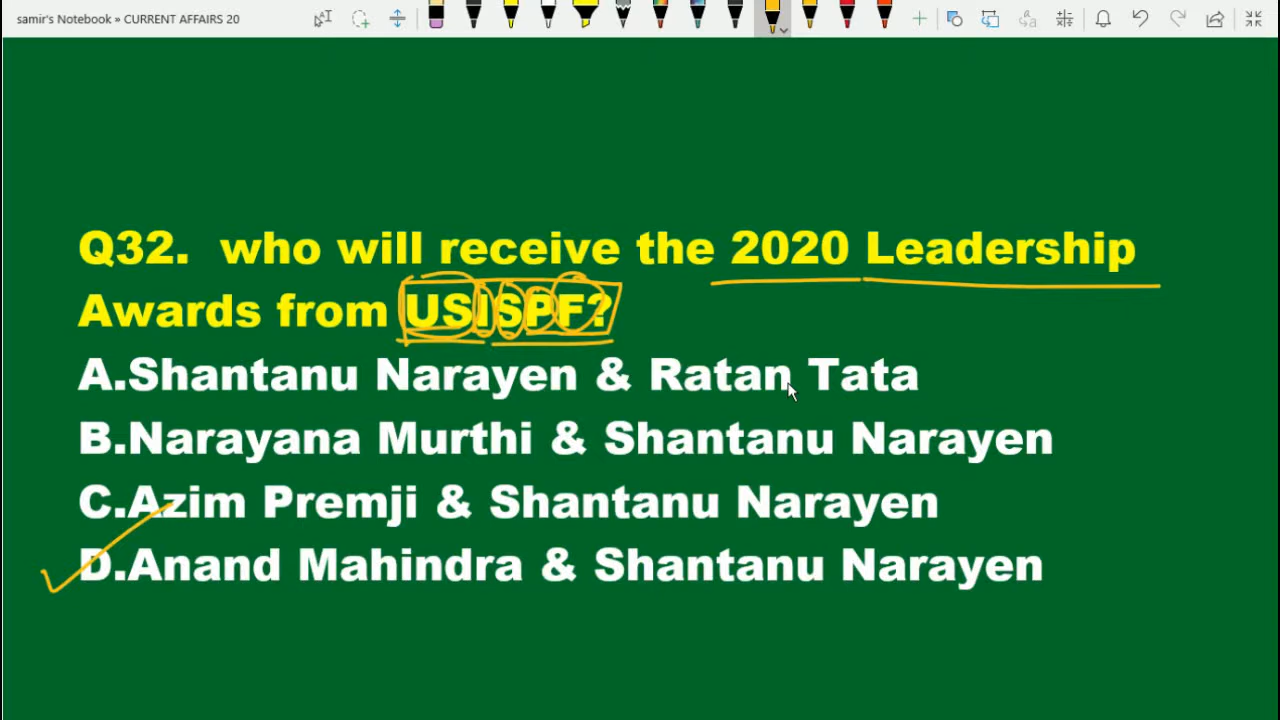 samir's Notebook » CURRENT AFFAIRS 20
Q32. who will receive the 2020 Leadership
Awards from USISPF?
A.Shantanu Narayen & Ratan Tata
B.Narayana Murthi & Shantanu Narayen
C.Azim Premji & Shantanu Narayen
D.Anand Mahindra & Shantanu Narayen